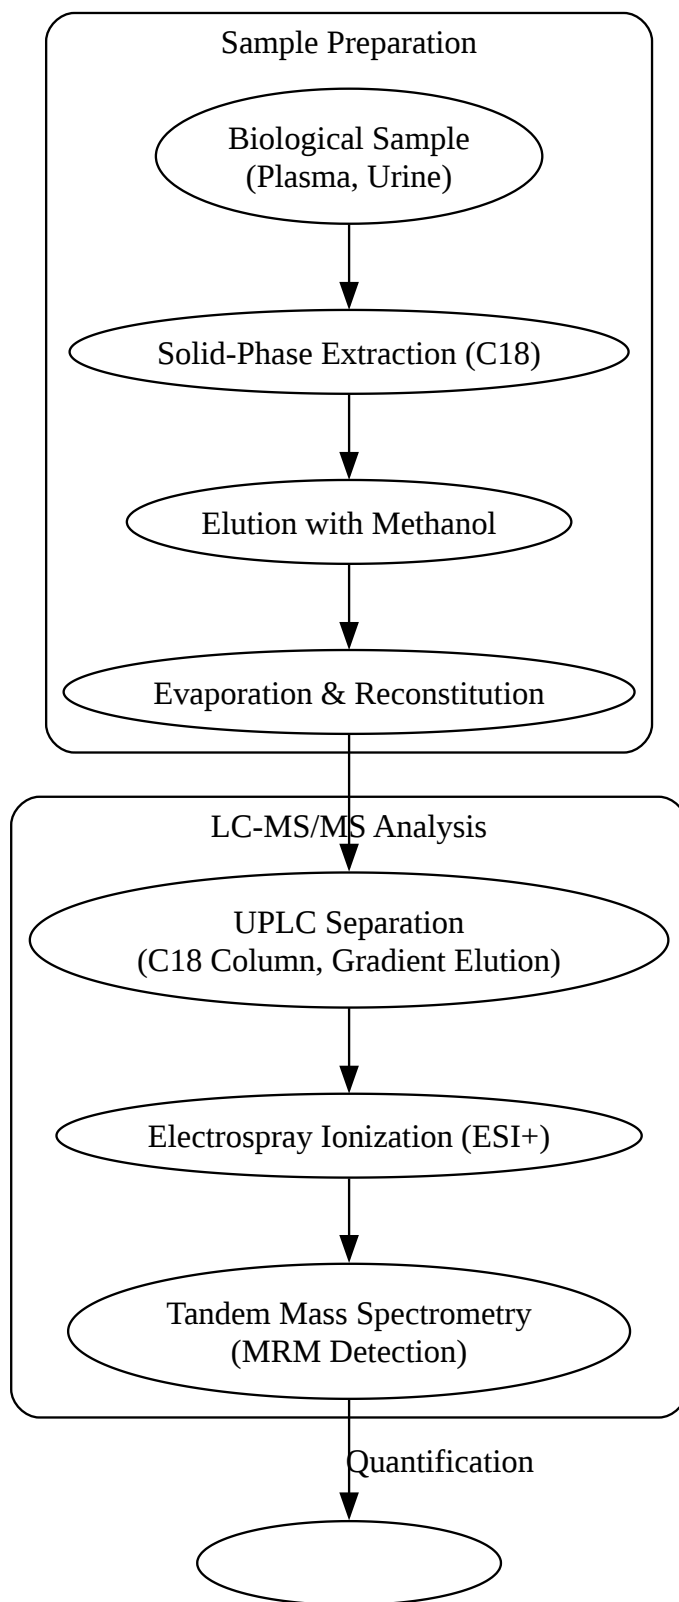 Sample Preparation
Biological Sample
(Plasma, Urine)
Solid-Phase Extraction (C18)
Elution with Methanol
Evaporation & Reconstitution
LC-MS/MS Analysis
UPLC Separation
(C18 Column, Gradient Elution)
Electrospray Ionization (ESI+)
Tandem Mass Spectrometry
(MRM Detection)
Quantification